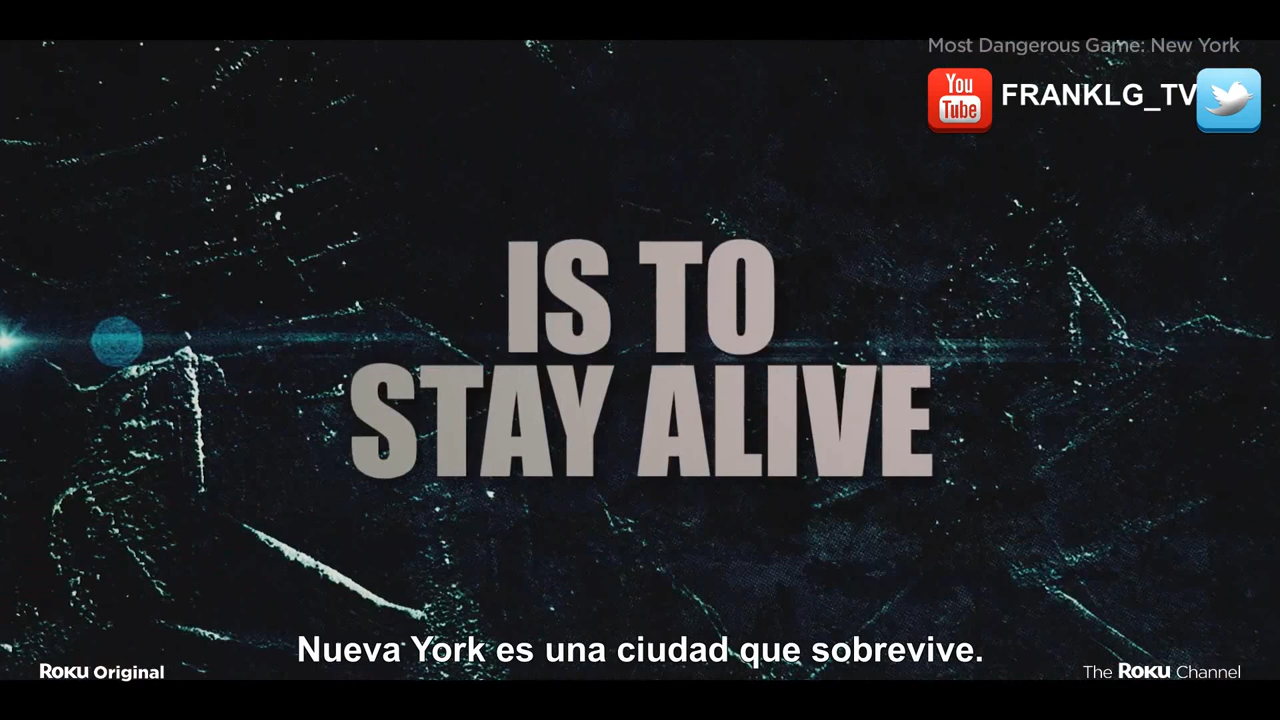 Most Dangerous Game: New York
You
Tube
FRANKLG_TV
IS TO
STAY ALIVE
Nueva York es una ciudad que sobrevive.
ROKU Original
The ROKU Channel